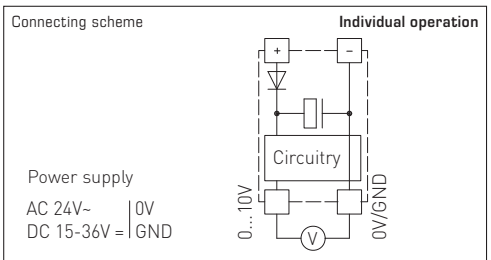 Connecting scheme
Individual operation
+ −
Circuitry
Power supply
AC 24V~ 0V
DC 15-36V = GND
0...10V
0V/GND
V